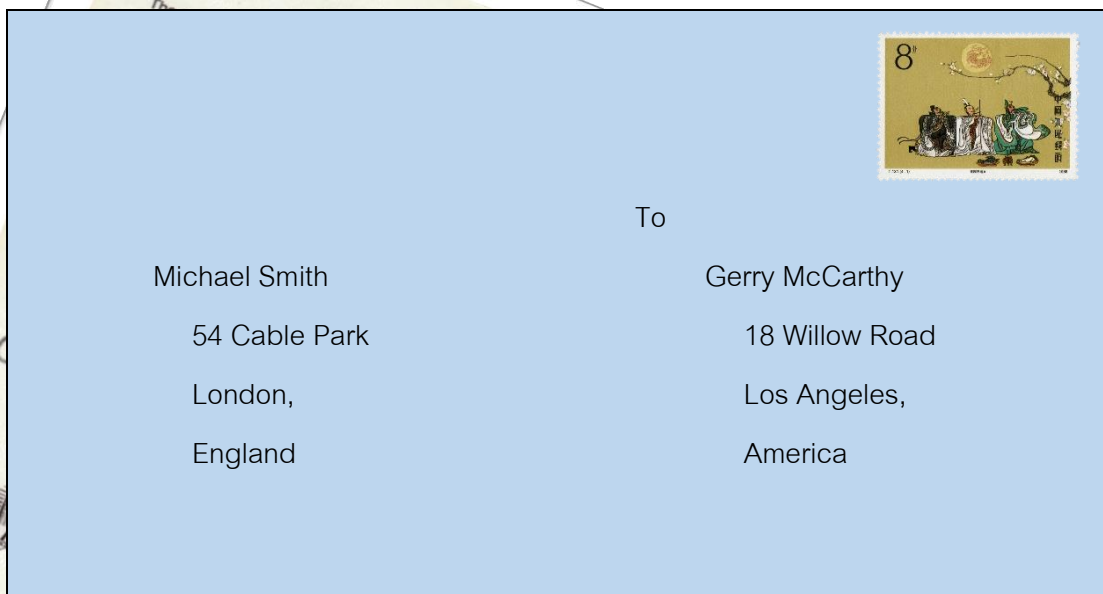 8
To
Michael Smith
54 Cable Park
London,
England
Gerry McCarthy
18 Willow Road
Los Angeles,
America